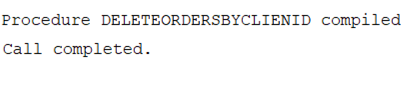 Procedure DELETEORDERSBYCLIENID compiled
Call completed.